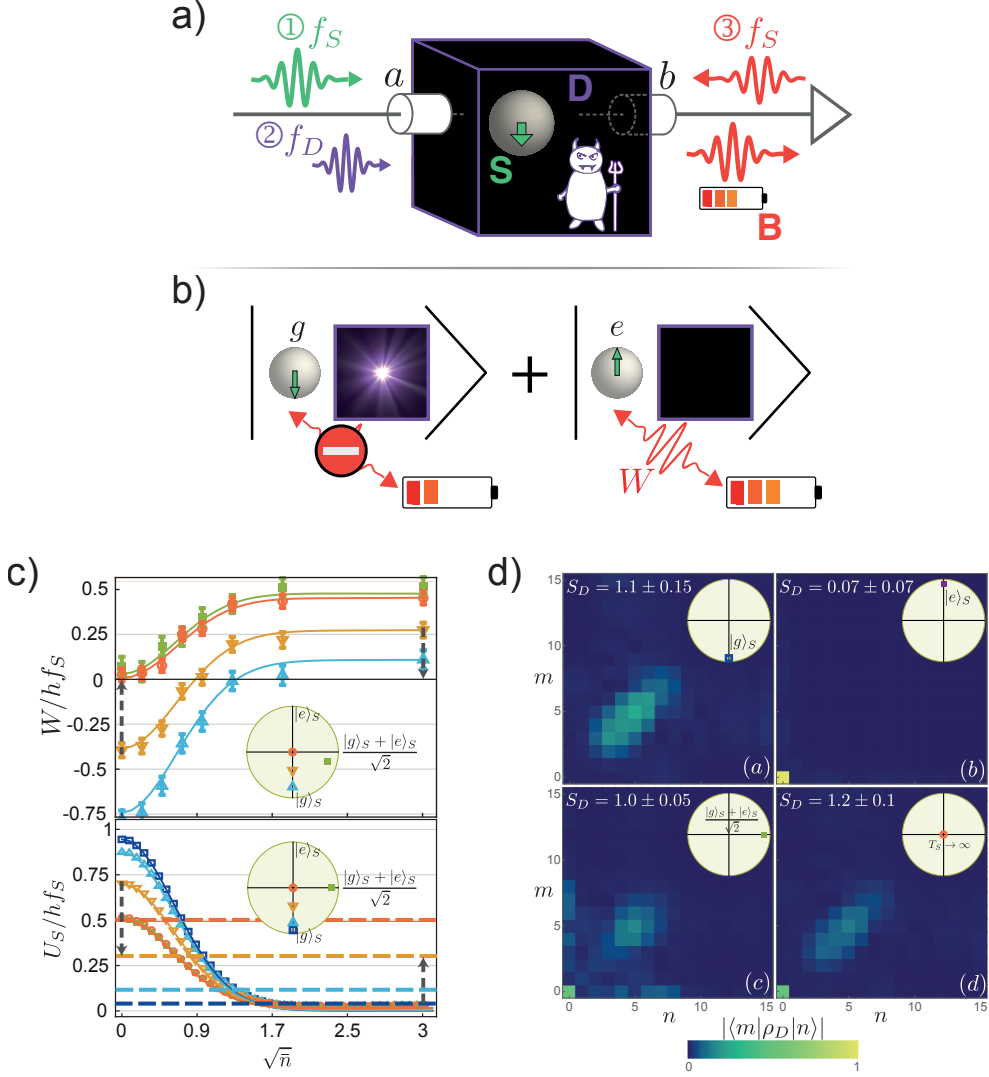 a)
① f_S
③ f_S
a
b
D
② f_D
S
B
b)
g
e
W
c)
W/hf_S
0.5
0.25
0
-0.25
-0.5
-0.75
|e⟩_S
|g⟩_S + |e⟩_S
√2
|g⟩_S
U_S/hf_S
1
0.75
0.5
0.25
0
|e⟩_S
|g⟩_S + |e⟩_S
√2
|g⟩_S
0 0.9 1.7 2.5 3
√n̄
d)
S_D = 1.1 ± 0.15
|g⟩_S
(a)
S_D = 0.07 ± 0.07
|e⟩_S
(b)
15
10
m
5
0
S_D = 1.0 ± 0.05
|g⟩_S + |e⟩_S
√2
(c)
S_D = 1.2 ± 0.1
T_S → ∞
(d)
15
10
m
5
0
0 5 10 15
n
0 5 10 15
n
|⟨m|ρ_D|n⟩|
0 1